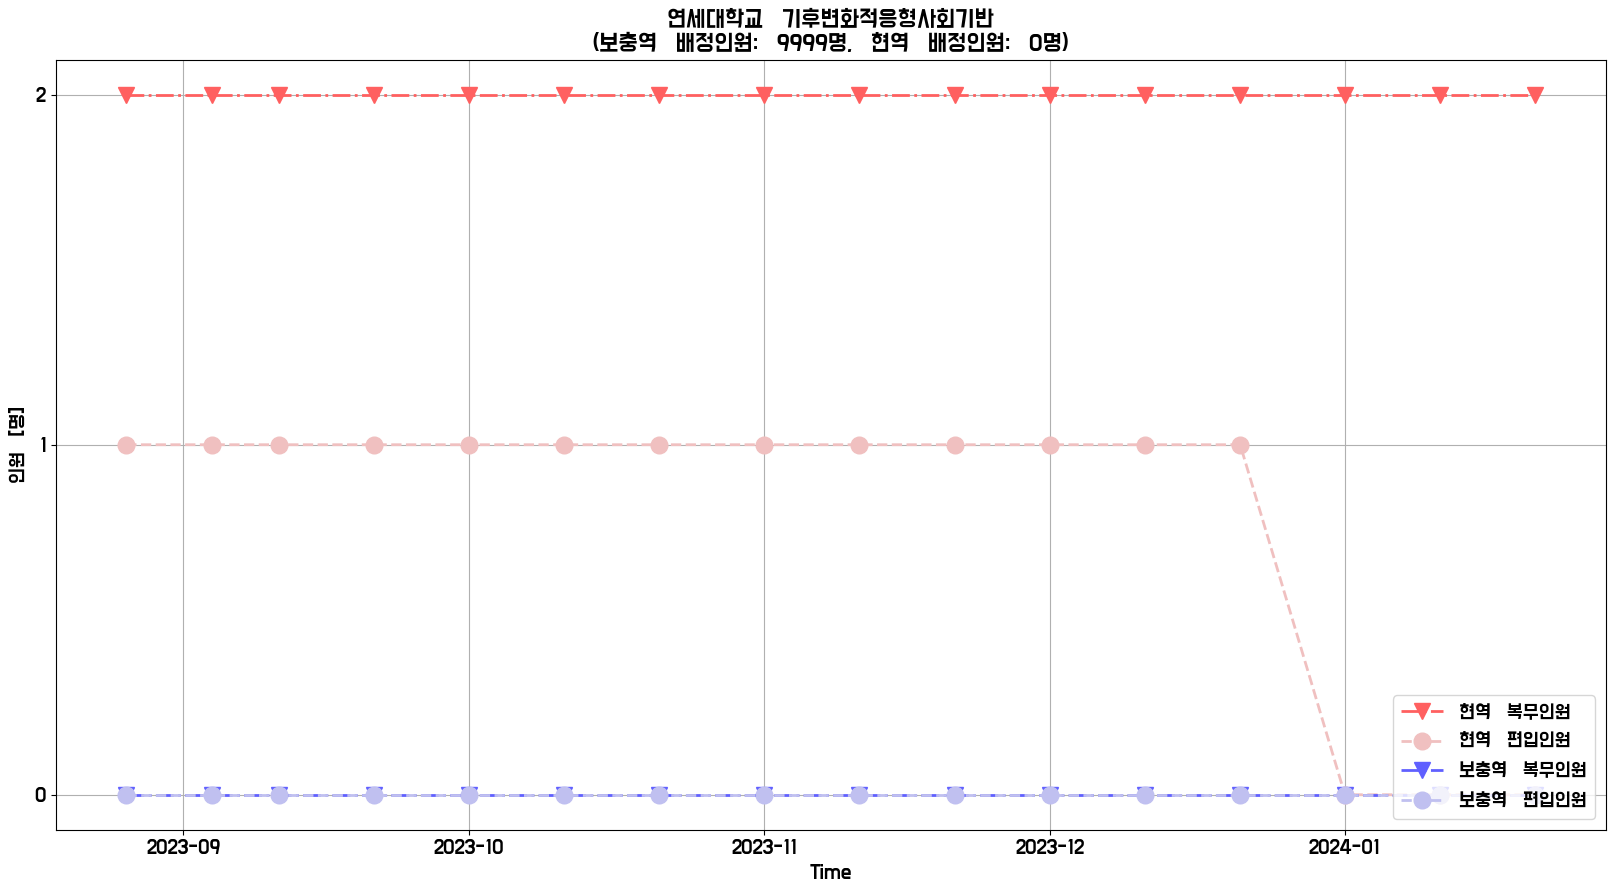 연세대학교 기후변화적응형사회기반
(보충역 배정인원: 9999명, 현역 배정인원: 0명)
인원 [명]
2
1
0
2023-09
2023-10
2023-11
2023-12
2024-01
Time
현역 복무인원
현역 편입인원
보충역 복무인원
보충역 편입인원